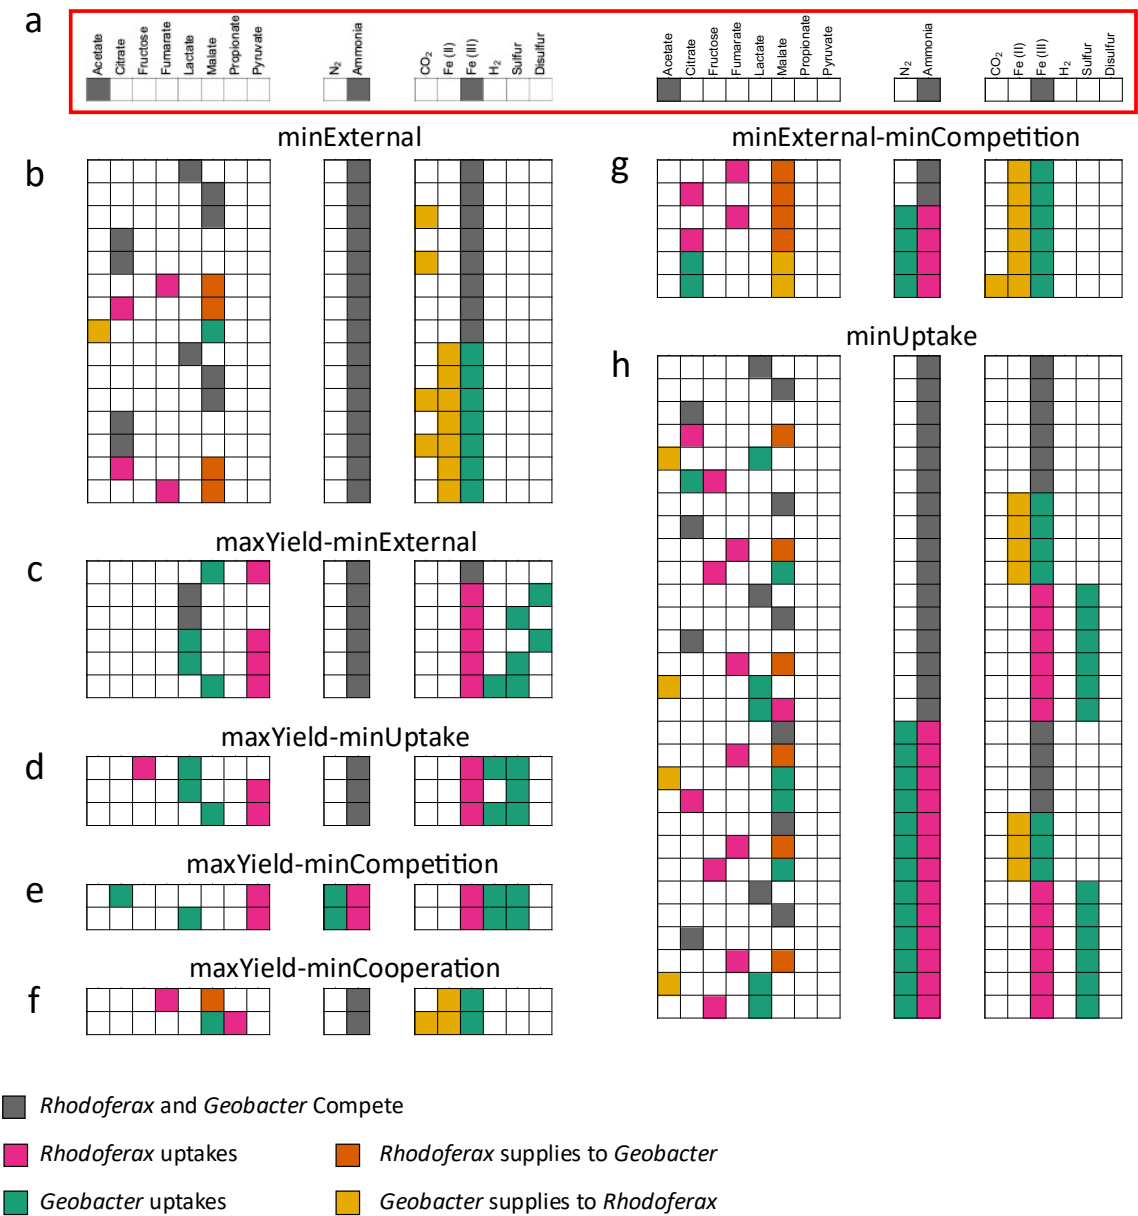 a
Acetate
Citrate
Fructose
Fumarate
Lactate
Malate
Propionate
Pyruvate
N2
Ammonia
CO2
Fe (II)
Fe (III)
H2
Sulfur
Disulfur
Acetate
Citrate
Fructose
Fumarate
Lactate
Malate
Propionate
Pyruvate
N2
Ammonia
CO2
Fe (II)
Fe (III)
H2
Sulfur
Disulfur
minExternal
b
maxYield-minExternal
c
maxYield-minUptake
d
maxYield-minCompetition
e
maxYield-minCooperation
f
minExternal-minCompetition
g
minUptake
h
Rhodoferax and Geobacter Compete
Rhodoferax uptakes
Rhodoferax supplies to Geobacter
Geobacter uptakes
Geobacter supplies to Rhodoferax